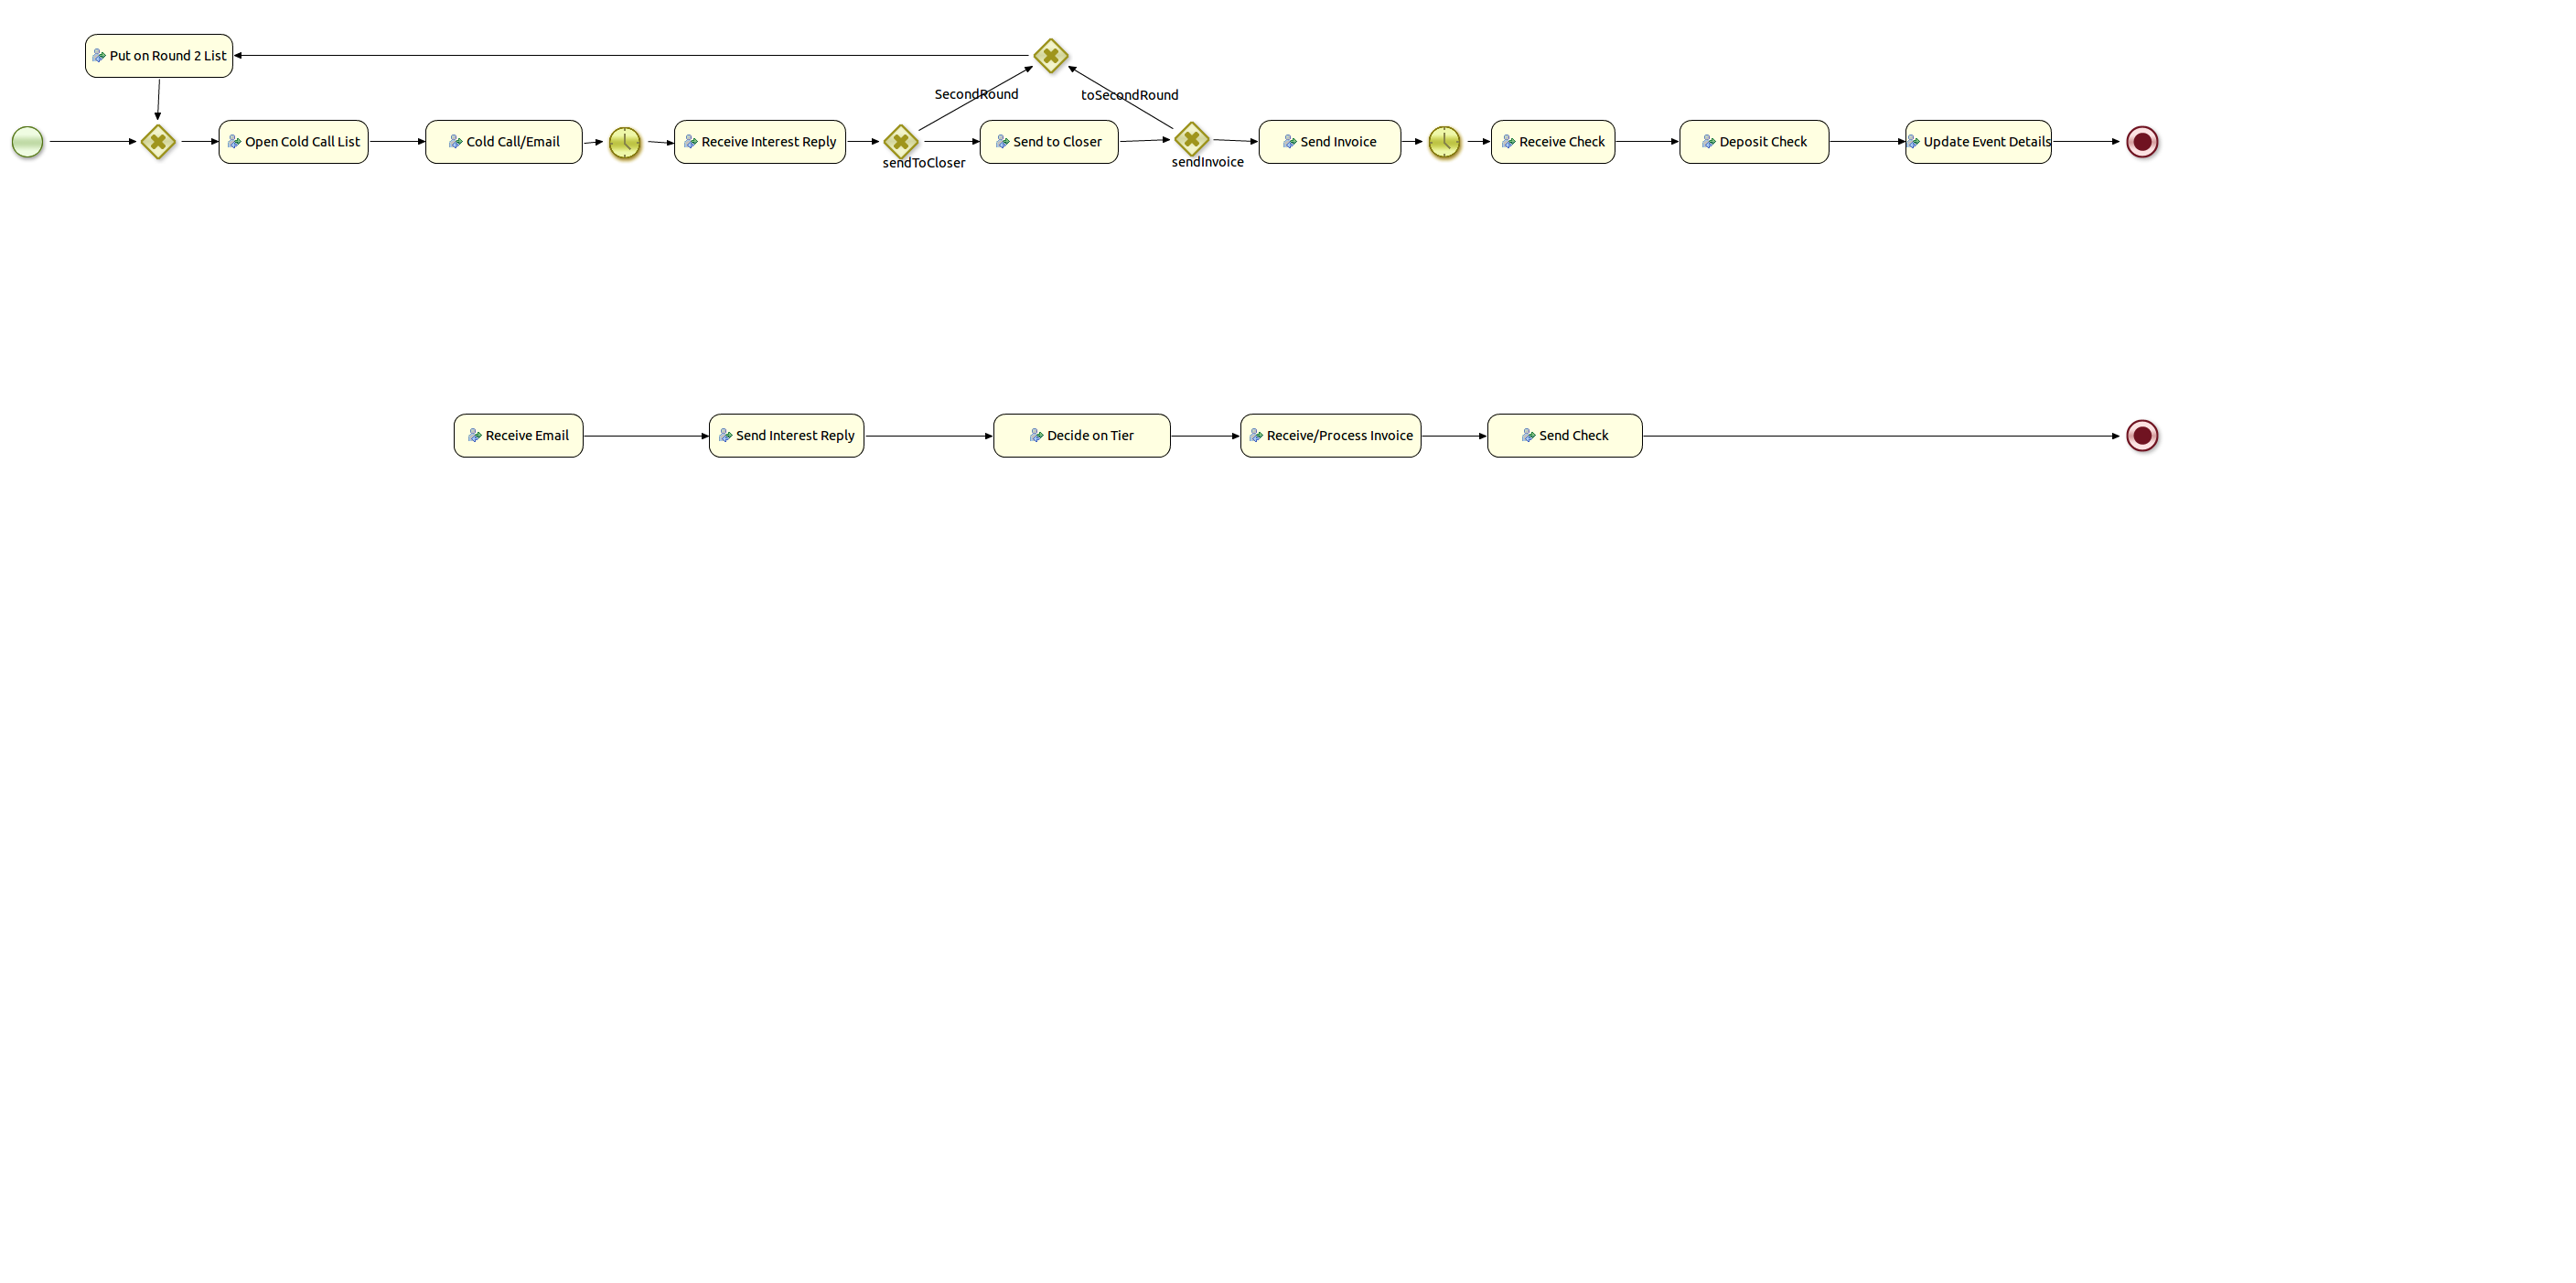 Put on Round 2 List
SecondRound
toSecondRound
Open Cold Call List
Cold Call/Email
Receive Interest Reply
Send to Closer
Send Invoice
Receive Check
Deposit Check
Update Event Details
sendToCloser
sendInvoice
Receive Email
Send Interest Reply
Decide on Tier
Receive/Process Invoice
Send Check